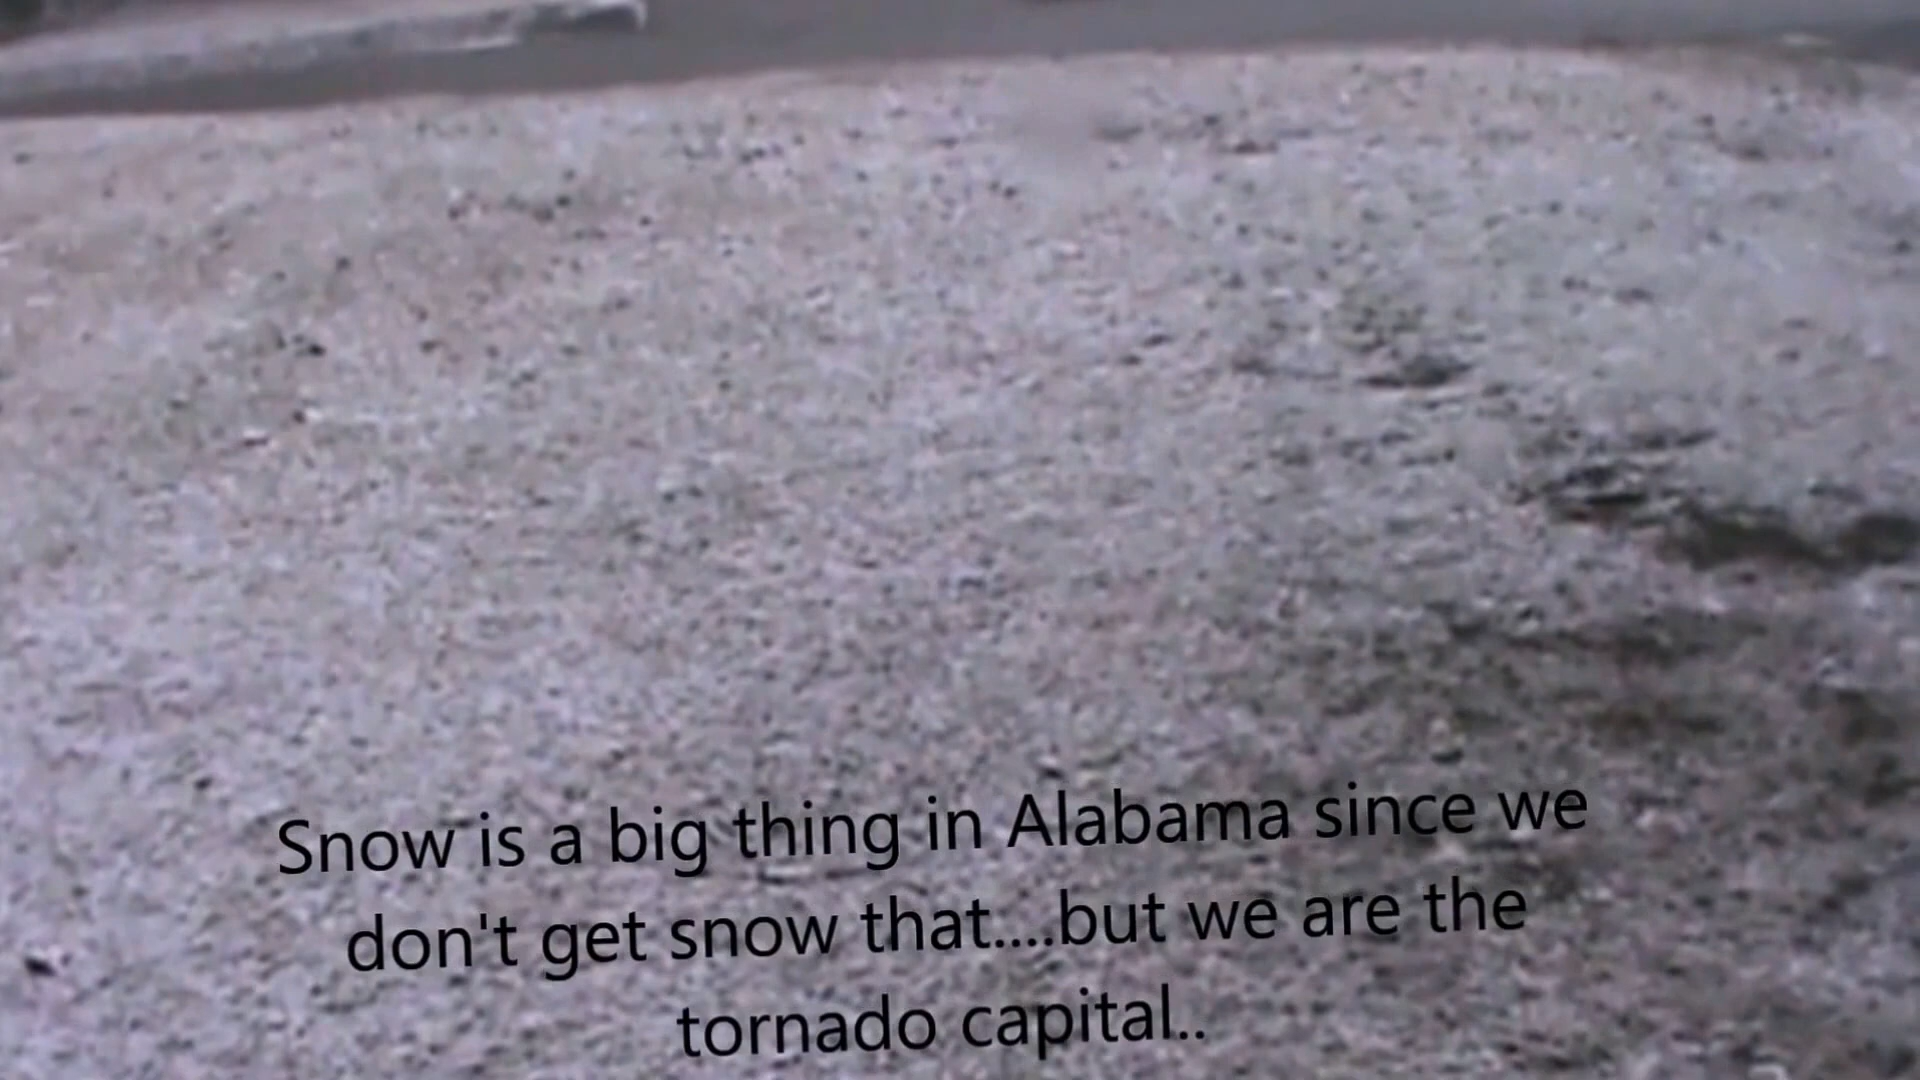 Snow is a big thing in Alabama since we
don't get snow that....but we are the
tornado capital..